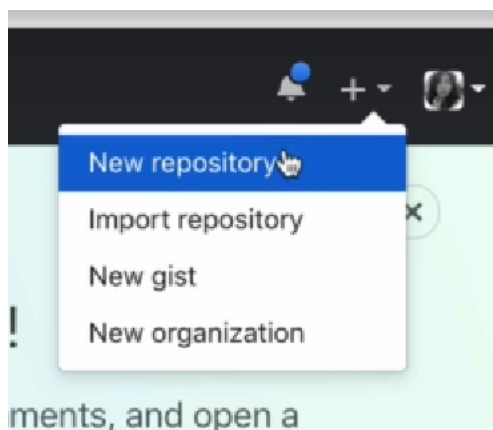 New repository
Import repository
New gist
New organization
!
ments, and open a